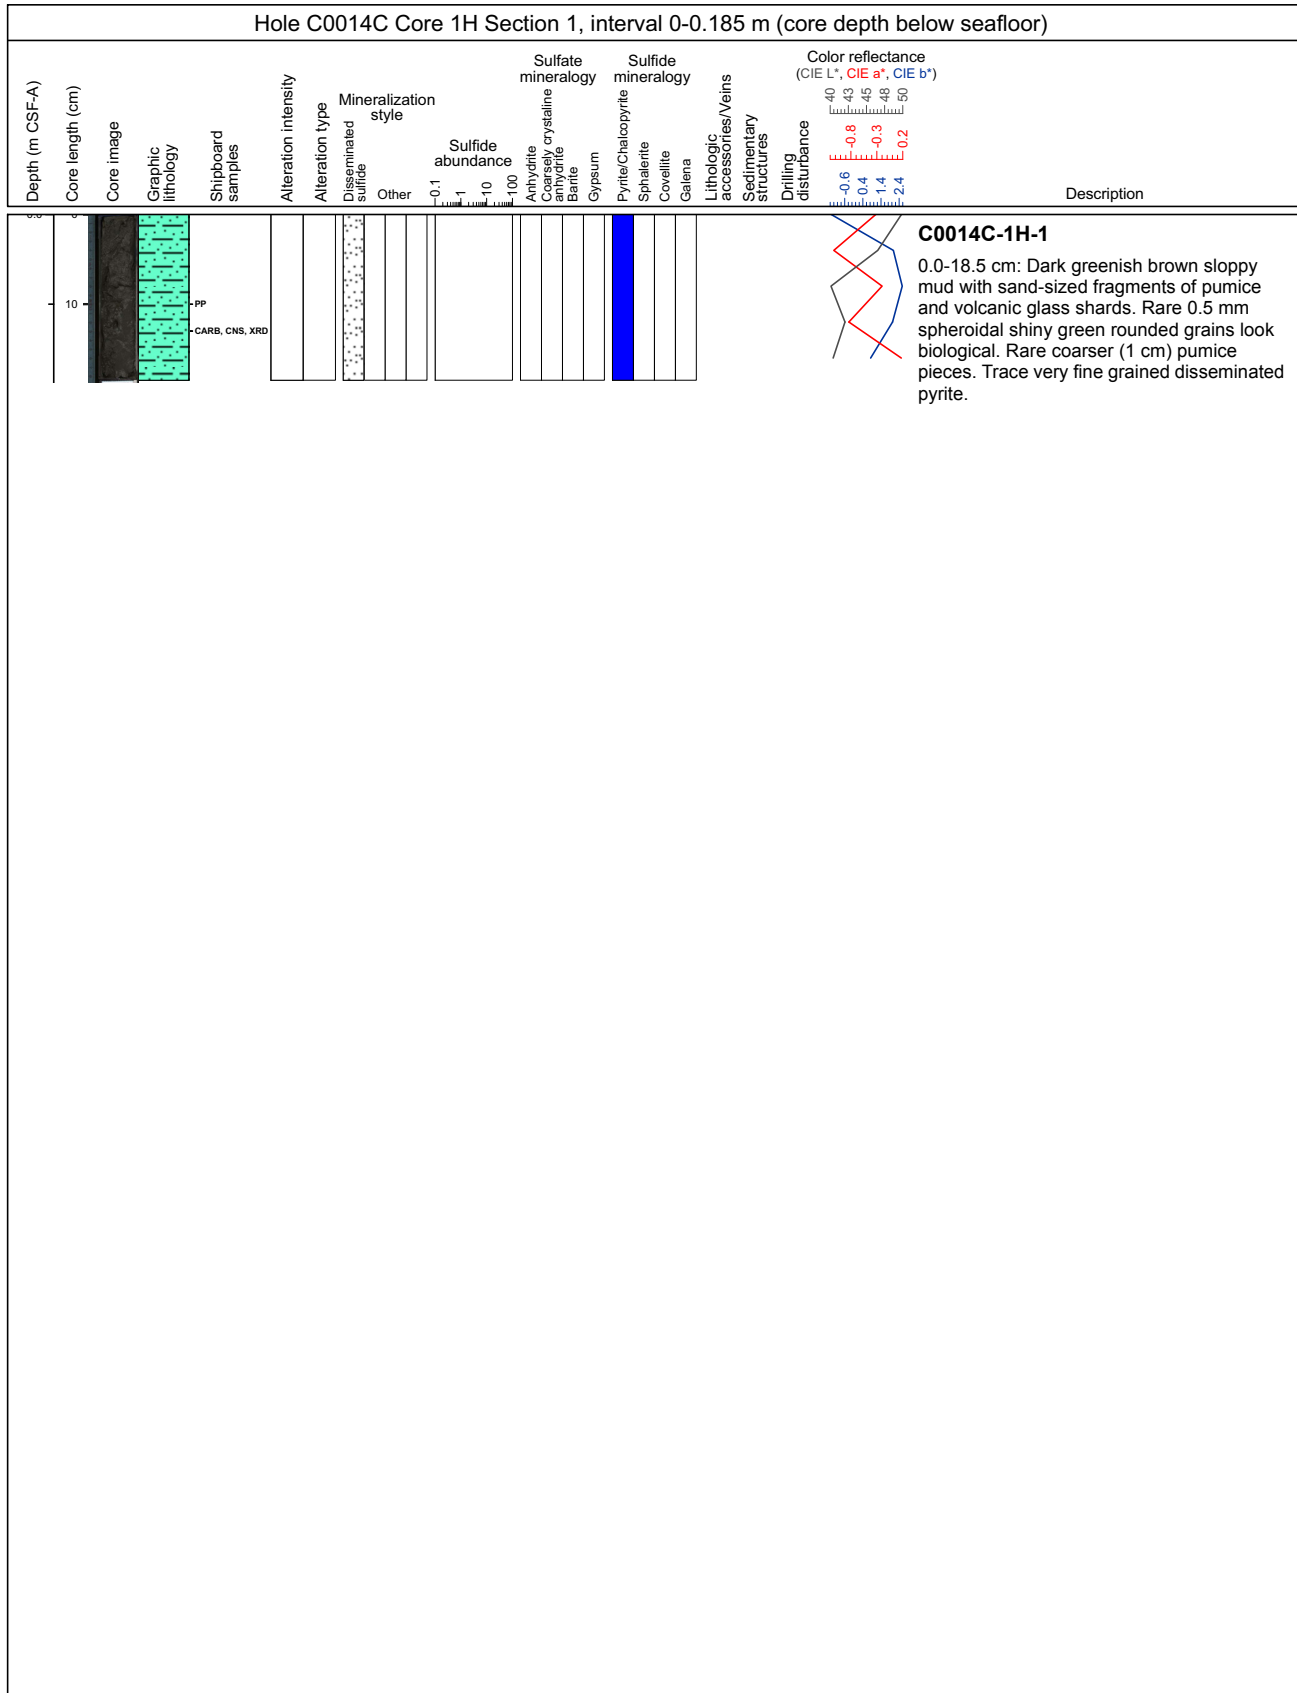 Hole C0014C Core 1H Section 1, interval 0-0.185 m (core depth below seafloor)
Depth (m CSF-A)
Core length (cm)
Core image
Graphic
lithology
Shipboard
samples
Alteration intensity
Alteration type
Mineralization
style
Disseminated
sulfide
Other
Sulfide
abundance
0.1
1
10
100
Sulfate
mineralogy
Anhydrite
Coarsely crystaline
anhydrite
Barite
Gypsum
Sulfide
mineralogy
Pyrite/Chalcopyrite
Sphalerite
Covellite
Galena
Lithologic
accessories/Veins
Sedimentary
structures
Drilling
disturbance
Color reflectance
(CIE L*, CIE a*, CIE b*)
40 43 45 48 50
-0.8 -0.3 0.2
-0.6 0.4 1.4 2.4
Description
10
PP
CARB, CNS, XRD
C0014C-1H-1
0.0-18.5 cm: Dark greenish brown sloppy
mud with sand-sized fragments of pumice
and volcanic glass shards. Rare 0.5 mm
spheroidal shiny green rounded grains look
biological. Rare coarser (1 cm) pumice
pieces. Trace very fine grained disseminated
pyrite.